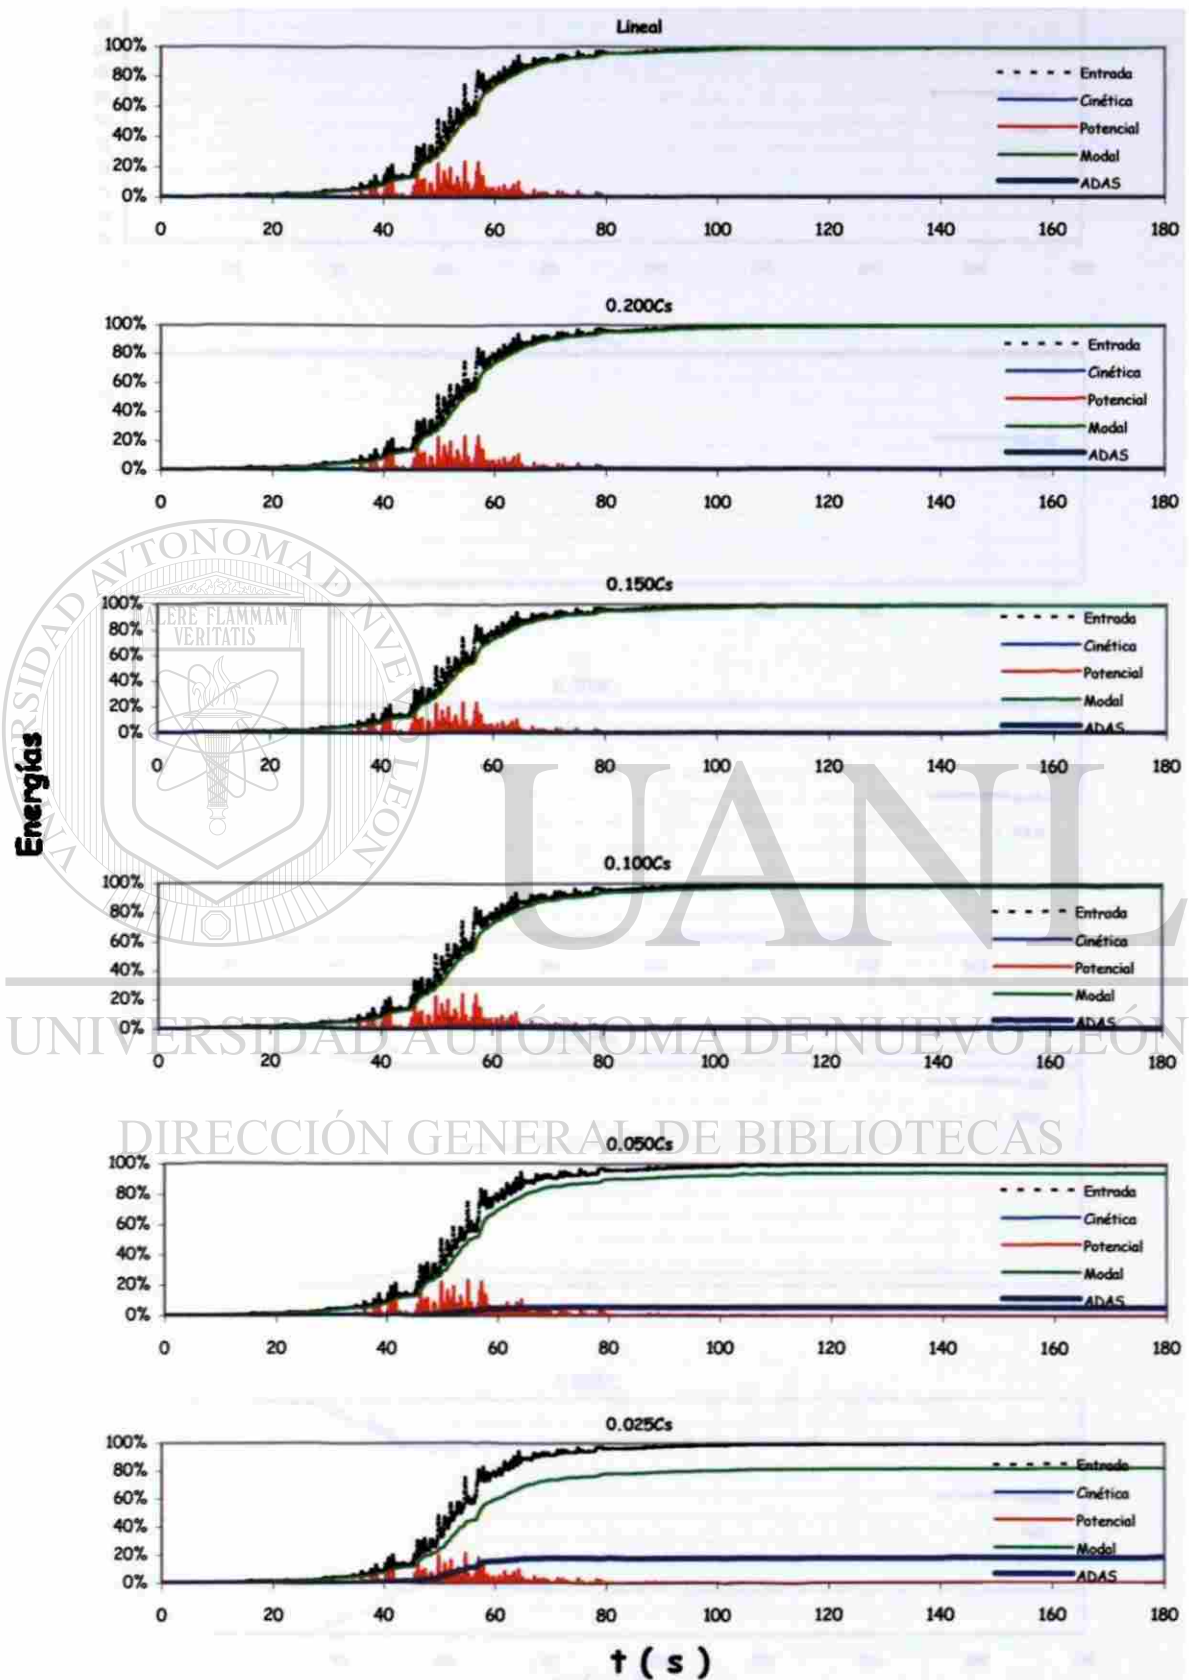 Lineal
100%
80%
60%
40%
20%
0%
Entrada
Cinética
Potencial
Modal
ADAS
0 20 40 60 80 100 120 140 160 180
0.200Cs
100%
80%
60%
40%
20%
0%
Entrada
Cinética
Potencial
Modal
ADAS
0 20 40 60 80 100 120 140 160 180
0.150Cs
100%
80%
60%
40%
20%
0%
Entrada
Cinética
Potencial
Modal
ADAS
0 20 40 60 80 100 120 140 160 180
Energías
UNIVERSIDAD AVTONOMA D NVEVO LEON
ALERE FLAMMAM
VERITATIS
UANL
0.100Cs
100%
80%
60%
40%
20%
0%
Entrada
Cinética
Potencial
Modal
ADAS
0 20 40 60 80 100 120 140 160 180
UNIVERSIDAD AUTÓNOMA DE NUEVO LEÓN
DIRECCIÓN GENERAL DE BIBLIOTECAS
0.050Cs
100%
80%
60%
40%
20%
0%
Entrada
Cinética
Potencial
Modal
ADAS
0 20 40 60 80 100 120 140 160 180
0.025Cs
100%
80%
60%
40%
20%
0%
Entrada
Cinética
Potencial
Modal
ADAS
0 20 40 60 80 100 120 140 160 180
t ( s )